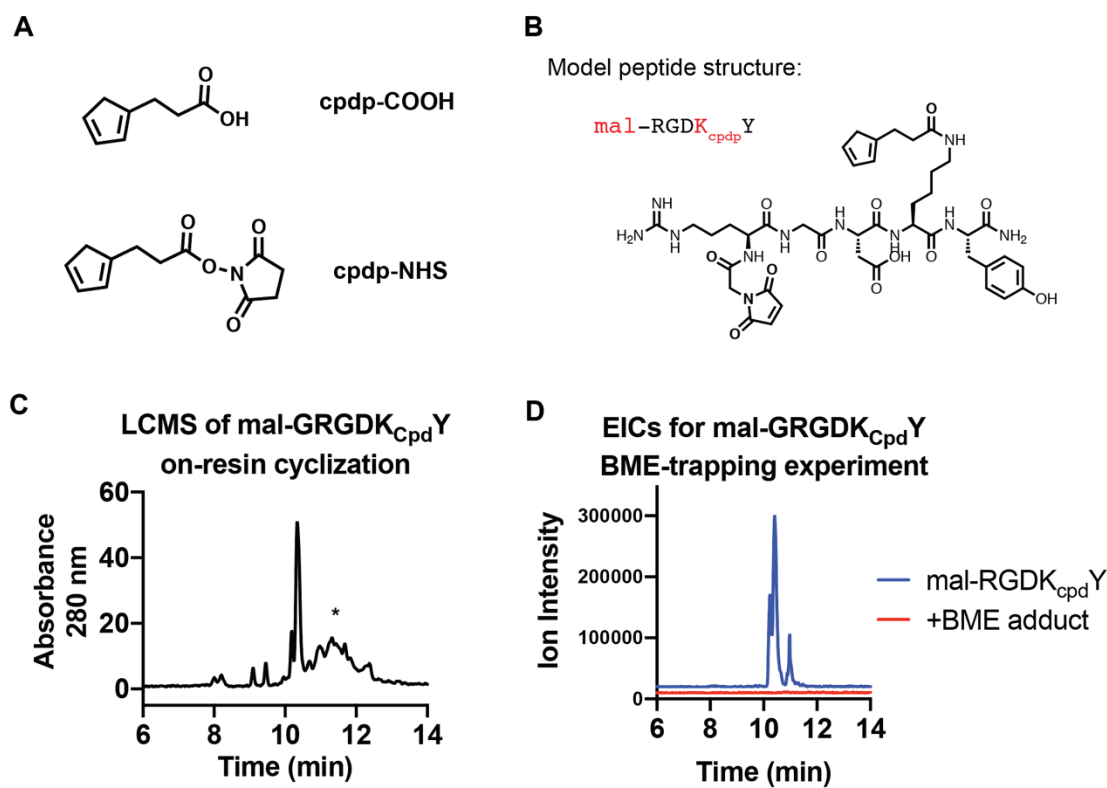 A
O
OH
cpdp-COOH
O
O
N
O
O
cpdp-NHS
B
Model peptide structure:
mal-RGDKcpdpY
O
NH
NH
H2N
N
H
O
H
N
O
H
N
O
N
H
O
H
N
O
NH2
NH
O
OH
O
O
N
O
OH
C
LCMS of mal-GRGDKCpdY
on-resin cyclization
Absorbance
280 nm
60
40
20
0
*
6
8
10
12
14
Time (min)
D
EICs for mal-GRGDKCpdY
BME-trapping experiment
Ion Intensity
300000
200000
100000
0
6
8
10
12
14
Time (min)
mal-RGDKcpdY
+BME adduct